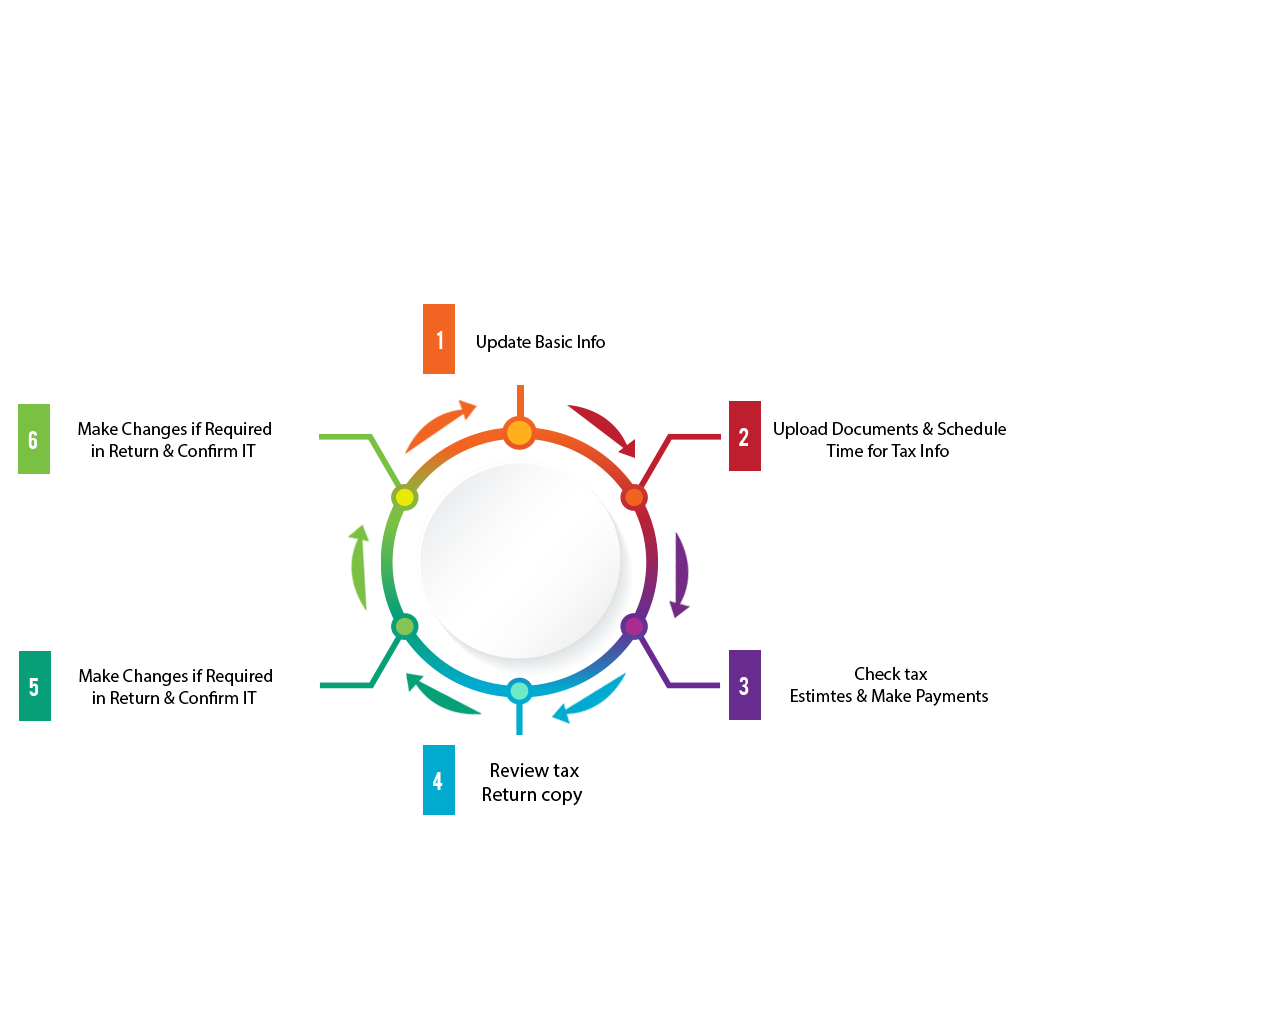 1
Update Basic Info
2
Upload Documents & Schedule
Time for Tax Info
3
Check tax
Estimtes & Make Payments
4
Review tax
Return copy
5
Make Changes if Required
in Return & Confirm IT
6
Make Changes if Required
in Return & Confirm IT